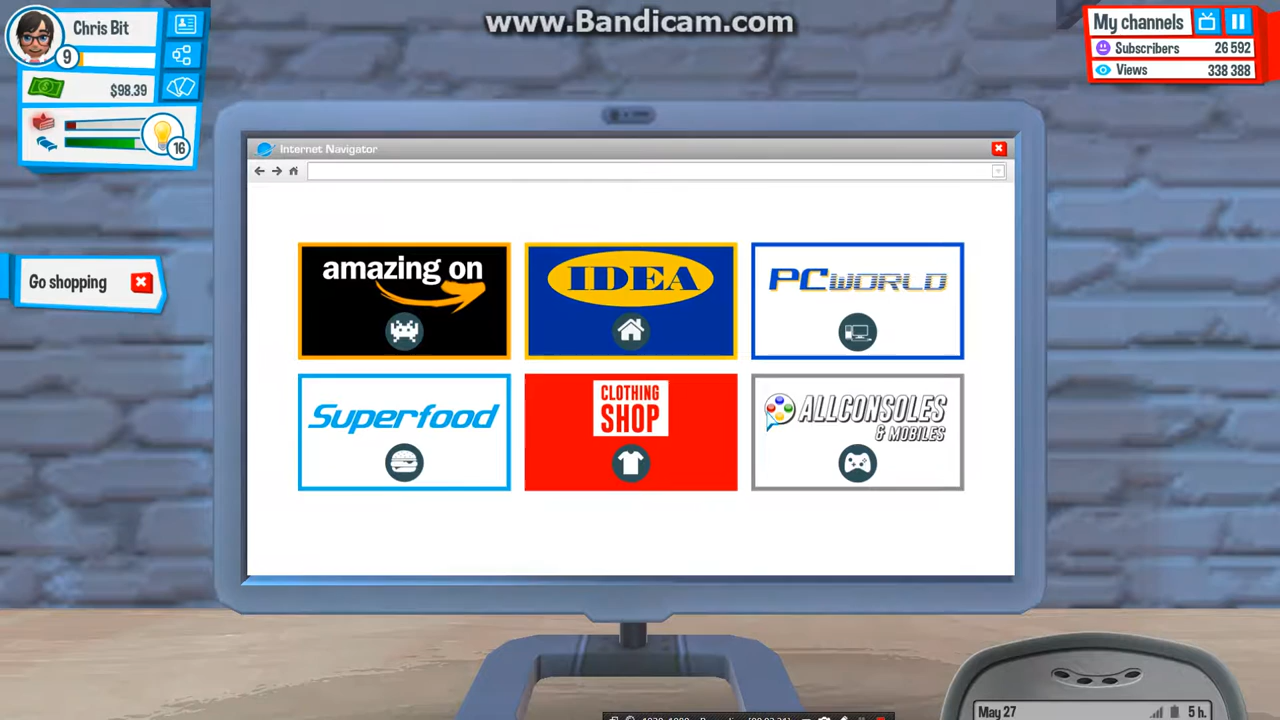 www.Bandicam.com
Chris Bit
9
$98.39
16
My channels
Subscribers 26 592
Views 338 388
Internet Navigator
Go shopping
amazing on
IDEA
PCWORLD
Superfood
CLOTHING
SHOP
ALLCONSOLES
& MOBILES
May 27 5 h.